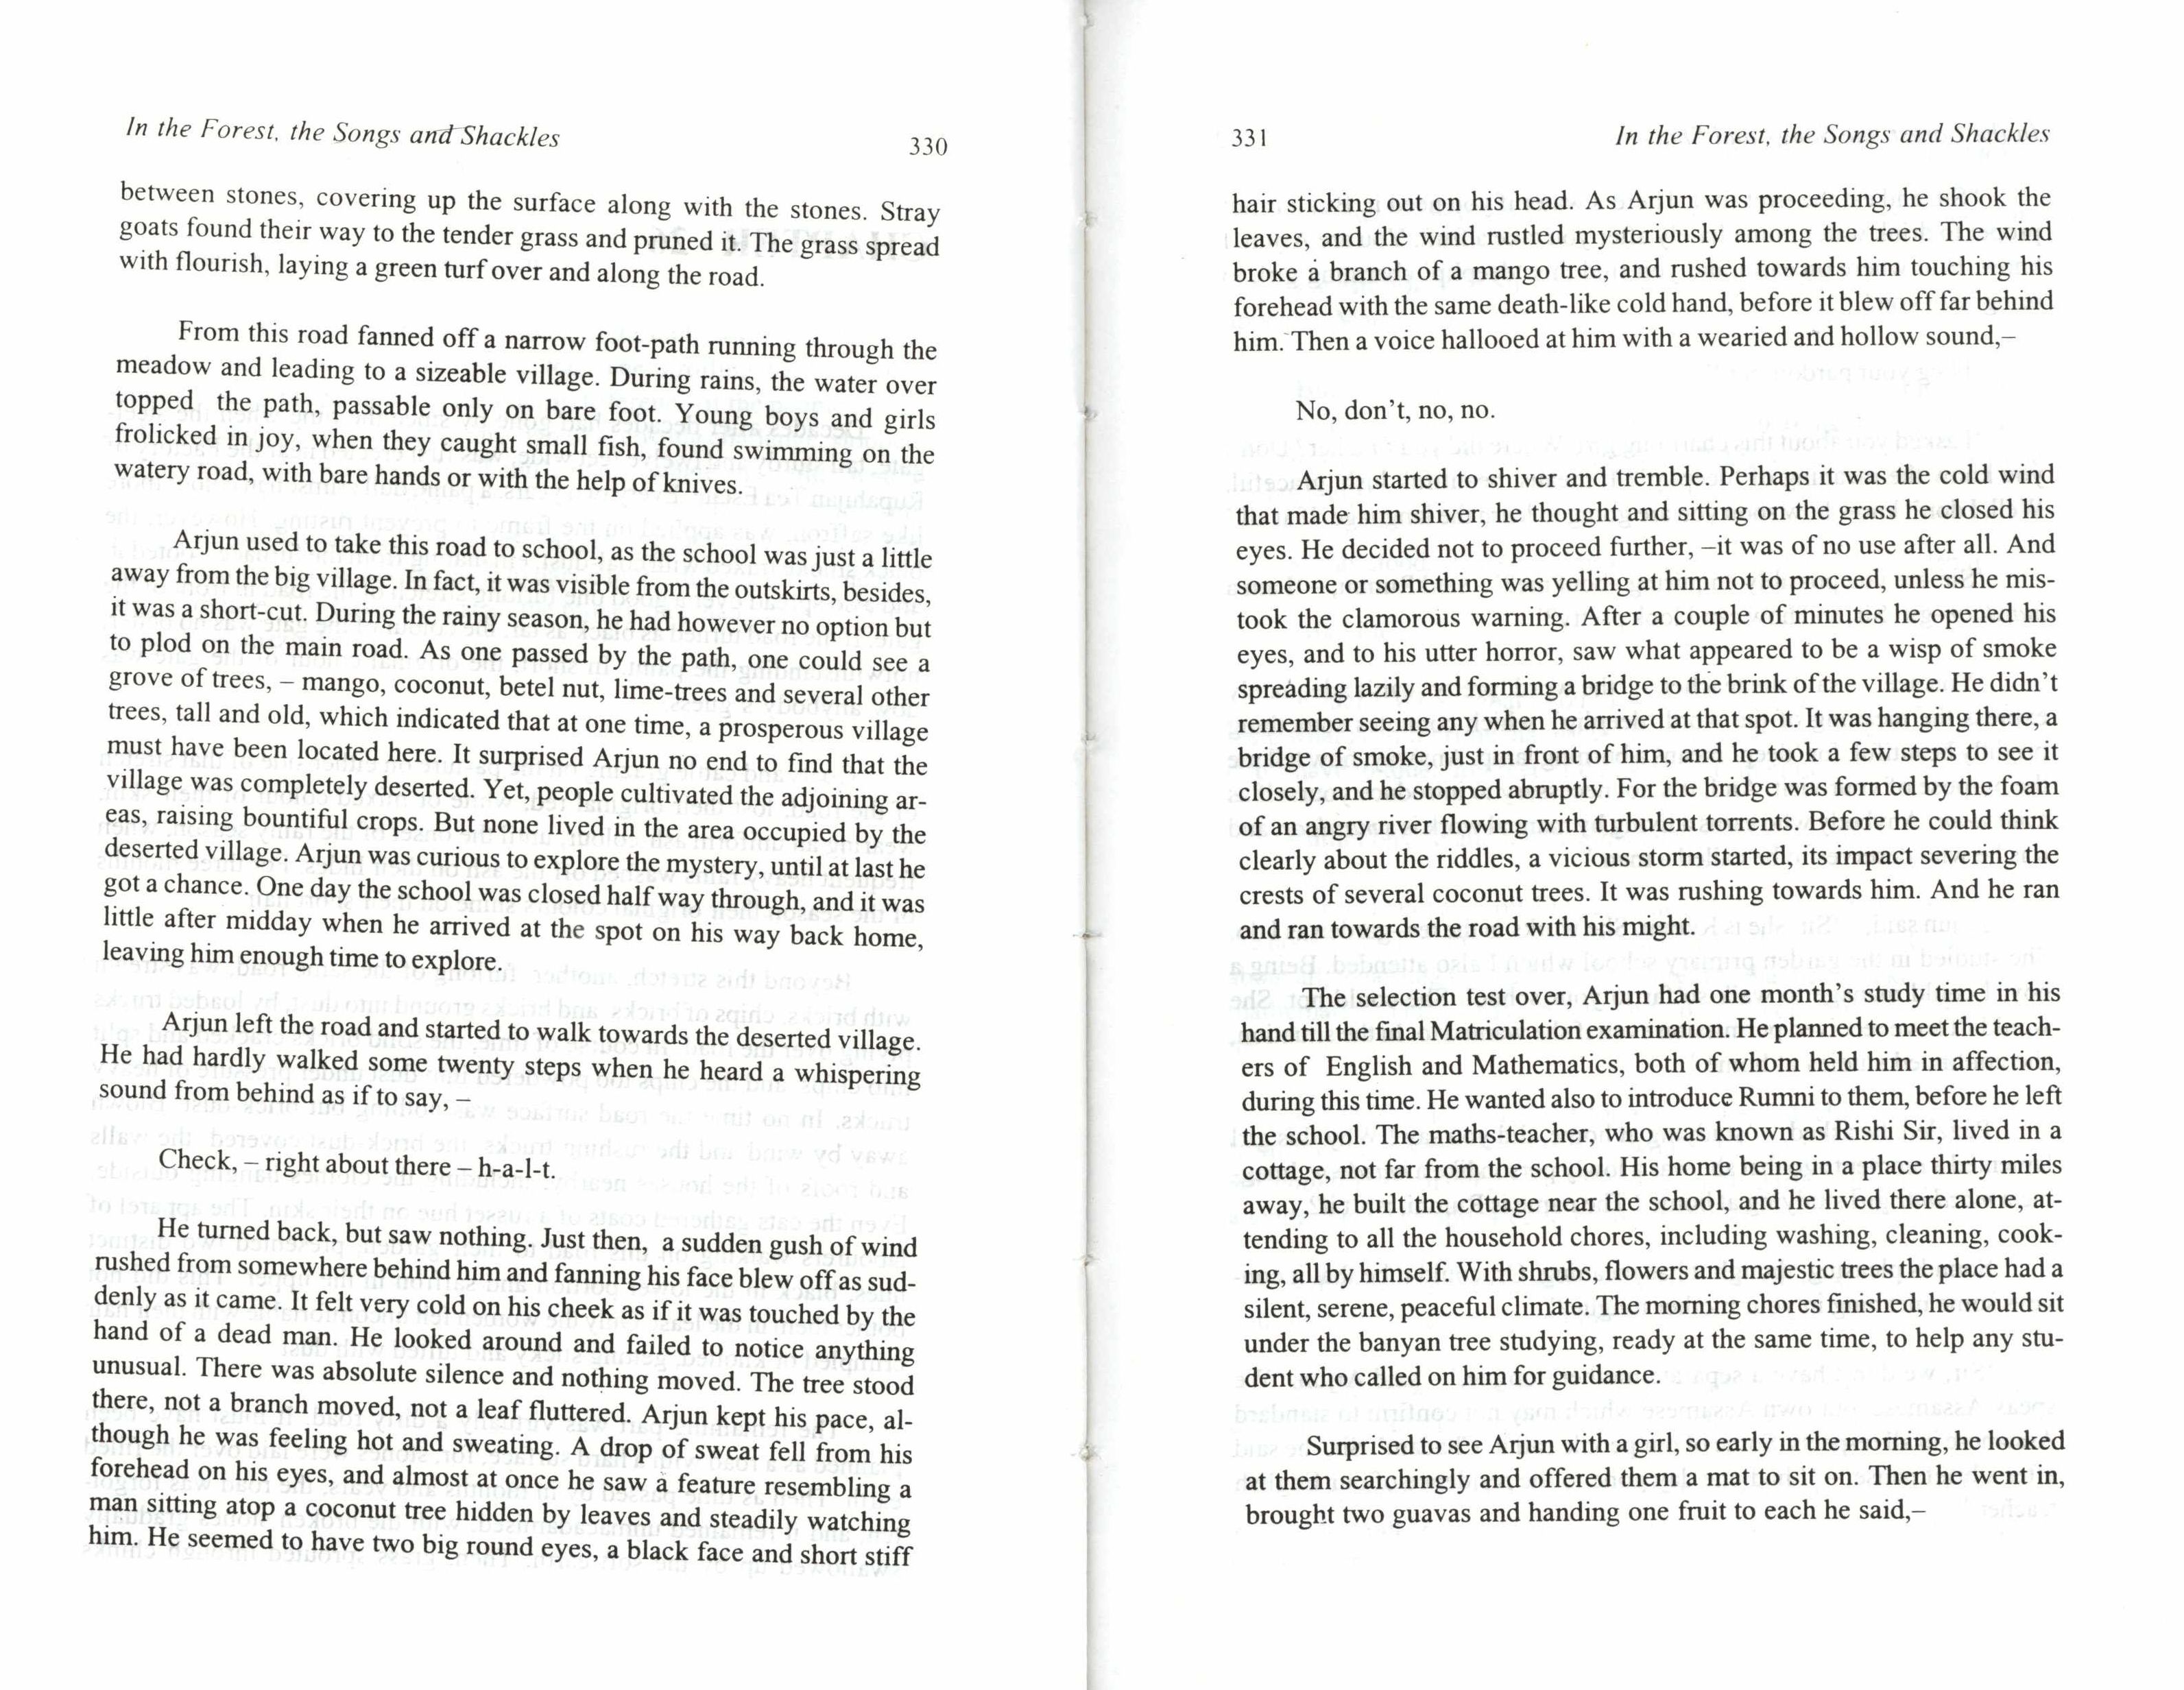 In the Forest, the Songs and Shackles
330
between stones, covering up the surface along with the stones. Stray
goats found their way to the tender grass and pruned it. The grass spread
with flourish, laying a green turf over and along the road.
From this road fanned off a narrow foot-path running through the
meadow and leading to a sizeable village. During rains, the water over
topped the path, passable only on bare foot. Young boys and girls
frolicked in joy, when they caught small fish, found swimming on the
watery road, with bare hands or with the help of knives.
Arjun used to take this road to school, as the school was just a little
away from the big village. In fact, it was visible from the outskirts, besides,
it was a short-cut. During the rainy season, he had however no option but
to plod on the main road. As one passed by the path, one could see a
grove of trees, – mango, coconut, betel nut, lime-trees and several other
trees, tall and old, which indicated that at one time, a prosperous village
must have been located here. It surprised Arjun no end to find that the
village was completely deserted. Yet, people cultivated the adjoining ar-
eas, raising bountiful crops. But none lived in the area occupied by the
deserted village. Arjun was curious to explore the mystery, until at last he
got a chance. One day the school was closed half way through, and it was
little after midday when he arrived at the spot on his way back home,
leaving him enough time to explore.
Arjun left the road and started to walk towards the deserted village.
He had hardly walked some twenty steps when he heard a whispering
sound from behind as if to say, –
Check, – right about there – h-a-l-t.
He turned back, but saw nothing. Just then, a sudden gush of wind
rushed from somewhere behind him and fanning his face blew off as sud-
denly as it came. It felt very cold on his cheek as if it was touched by the
hand of a dead man. He looked around and failed to notice anything
unusual. There was absolute silence and nothing moved. The tree stood
there, not a branch moved, not a leaf fluttered. Arjun kept his pace, al-
though he was feeling hot and sweating. A drop of sweat fell from his
forehead on his eyes, and almost at once he saw a feature resembling a
man sitting atop a coconut tree hidden by leaves and steadily watching
him. He seemed to have two big round eyes, a black face and short stiff
331
In the Forest, the Songs and Shackles
hair sticking out on his head. As Arjun was proceeding, he shook the
leaves, and the wind rustled mysteriously among the trees. The wind
broke a branch of a mango tree, and rushed towards him touching his
forehead with the same death-like cold hand, before it blew off far behind
him. Then a voice hallooed at him with a wearied and hollow sound,–
No, don't, no, no.
Arjun started to shiver and tremble. Perhaps it was the cold wind
that made him shiver, he thought and sitting on the grass he closed his
eyes. He decided not to proceed further, –it was of no use after all. And
someone or something was yelling at him not to proceed, unless he mis-
took the clamorous warning. After a couple of minutes he opened his
eyes, and to his utter horror, saw what appeared to be a wisp of smoke
spreading lazily and forming a bridge to the brink of the village. He didn't
remember seeing any when he arrived at that spot. It was hanging there, a
bridge of smoke, just in front of him, and he took a few steps to see it
closely, and he stopped abruptly. For the bridge was formed by the foam
of an angry river flowing with turbulent torrents. Before he could think
clearly about the riddles, a vicious storm started, its impact severing the
crests of several coconut trees. It was rushing towards him. And he ran
and ran towards the road with his might.
The selection test over, Arjun had one month's study time in his
hand till the final Matriculation examination. He planned to meet the teach-
ers of English and Mathematics, both of whom held him in affection,
during this time. He wanted also to introduce Rumni to them, before he left
the school. The maths-teacher, who was known as Rishi Sir, lived in a
cottage, not far from the school. His home being in a place thirty miles
away, he built the cottage near the school, and he lived there alone, at-
tending to all the household chores, including washing, cleaning, cook-
ing, all by himself. With shrubs, flowers and majestic trees the place had a
silent, serene, peaceful climate. The morning chores finished, he would sit
under the banyan tree studying, ready at the same time, to help any stu-
dent who called on him for guidance.
Surprised to see Arjun with a girl, so early in the morning, he looked
at them searchingly and offered them a mat to sit on. Then he went in,
brought two guavas and handing one fruit to each he said,–